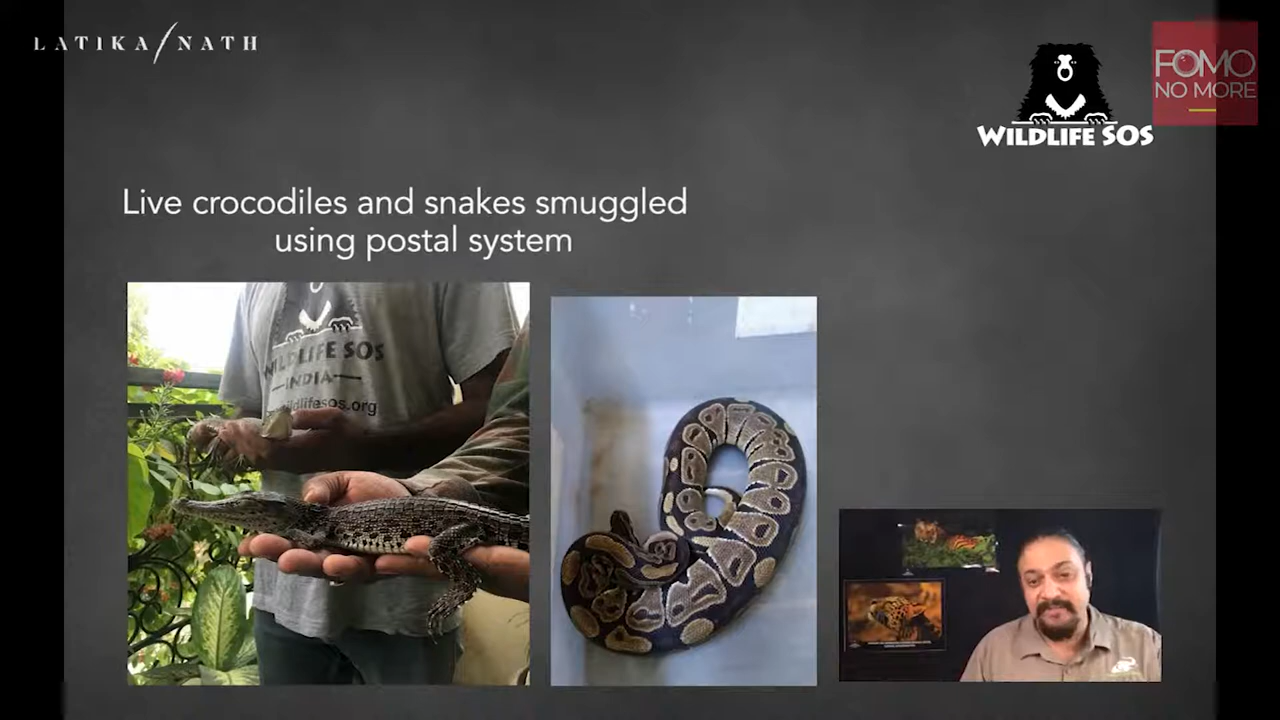 LATIKA/NATH
FOMO
NO MORE
WILDLIFE SOS
Live crocodiles and snakes smuggled
using postal system
WILDLIFE SOS
INDIA
wildlifesos.org